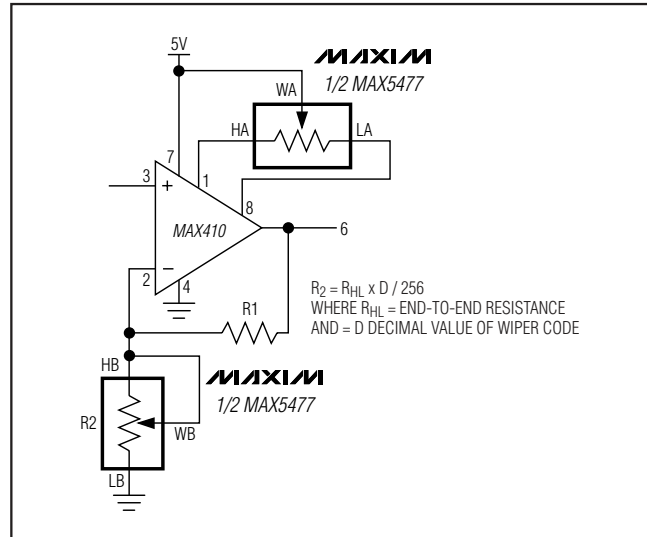 5V
MAXIM
1/2 MAX5477
WA
HA
LA
7
1
3
+
8
MAX410
6
2
−
4
R1
R₂ = R_HL x D / 256
WHERE R_HL = END-TO-END RESISTANCE
AND = D DECIMAL VALUE OF WIPER CODE
HB
MAXIM
1/2 MAX5477
R2
WB
LB